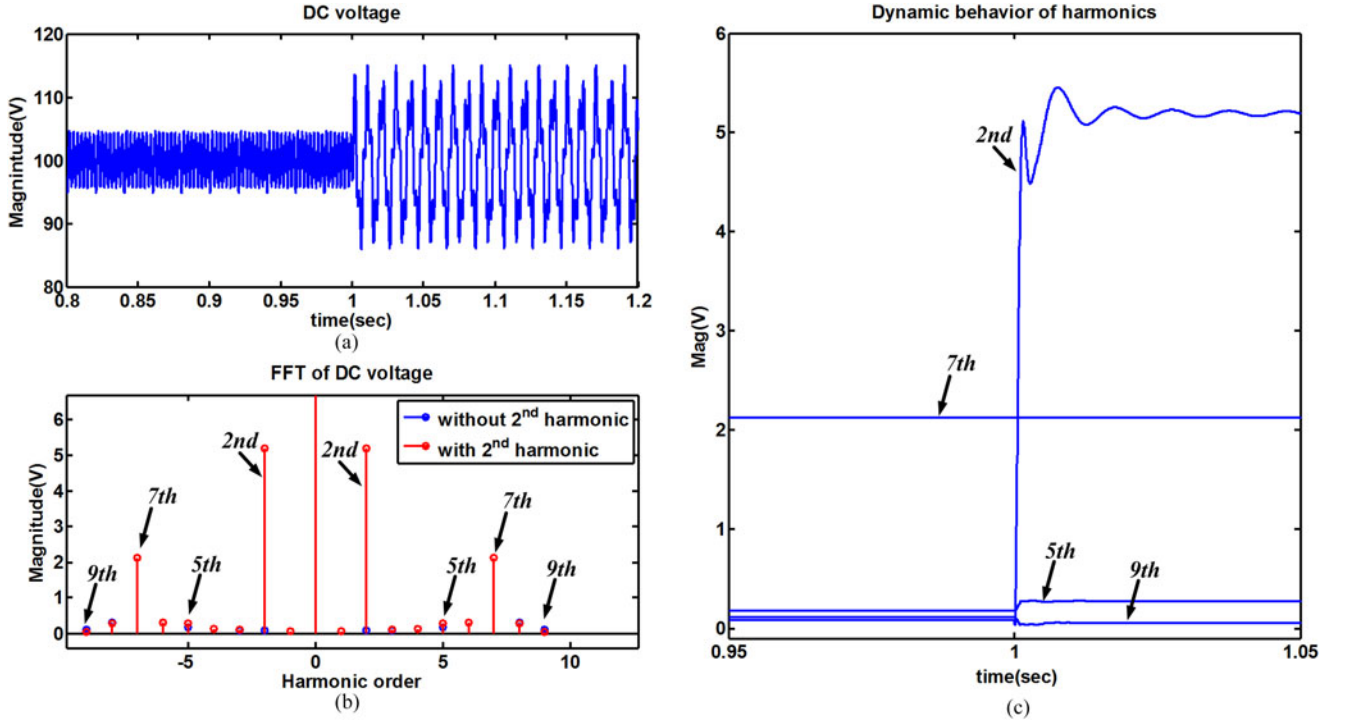 DC voltage
Magnintude(V)
120
110
100
90
80
0.8
0.85
0.9
0.95
1
1.05
1.1
1.15
1.2
time(sec)
(a)
FFT of DC voltage
Magnitude(V)
6
5
4
3
2
1
0
without 2nd harmonic
with 2nd harmonic
2nd
2nd
7th
7th
9th
5th
5th
9th
-5
0
5
10
Harmonic order
(b)
Dynamic behavior of harmonics
Mag(V)
6
5
4
3
2
1
0
2nd
7th
5th
9th
0.95
1
1.05
time(sec)
(c)